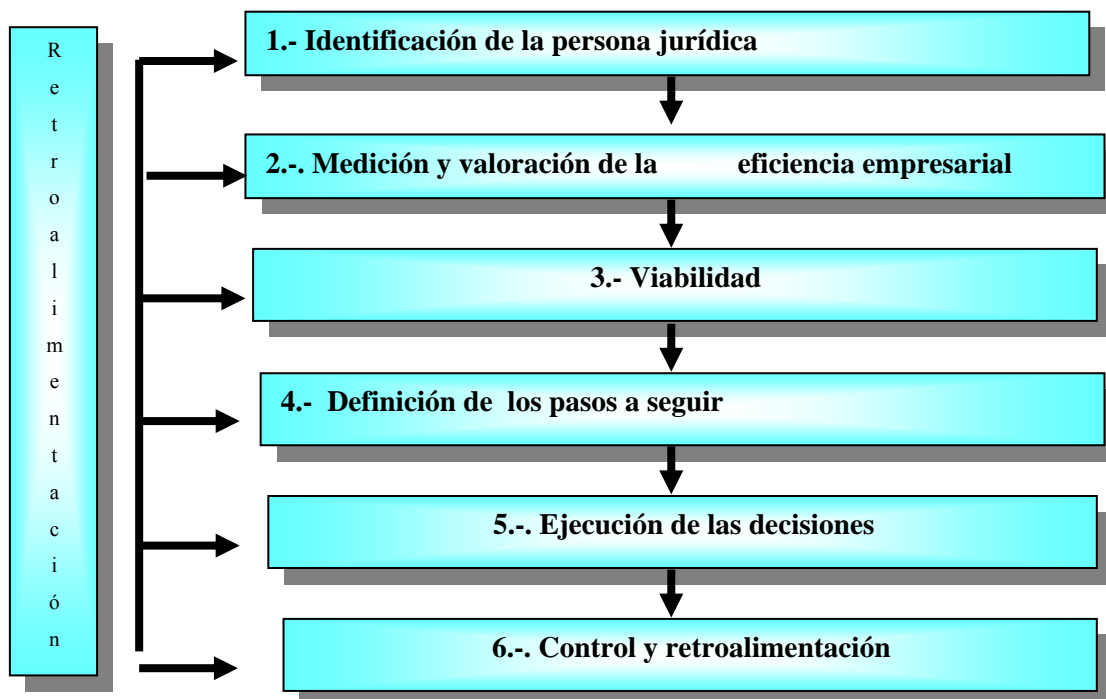 Retroalimentación
1.- Identificación de la persona jurídica
2.-. Medición y valoración de la eficiencia empresarial
3.- Viabilidad
4.- Definición de los pasos a seguir
5.-. Ejecución de las decisiones
6.-. Control y retroalimentación